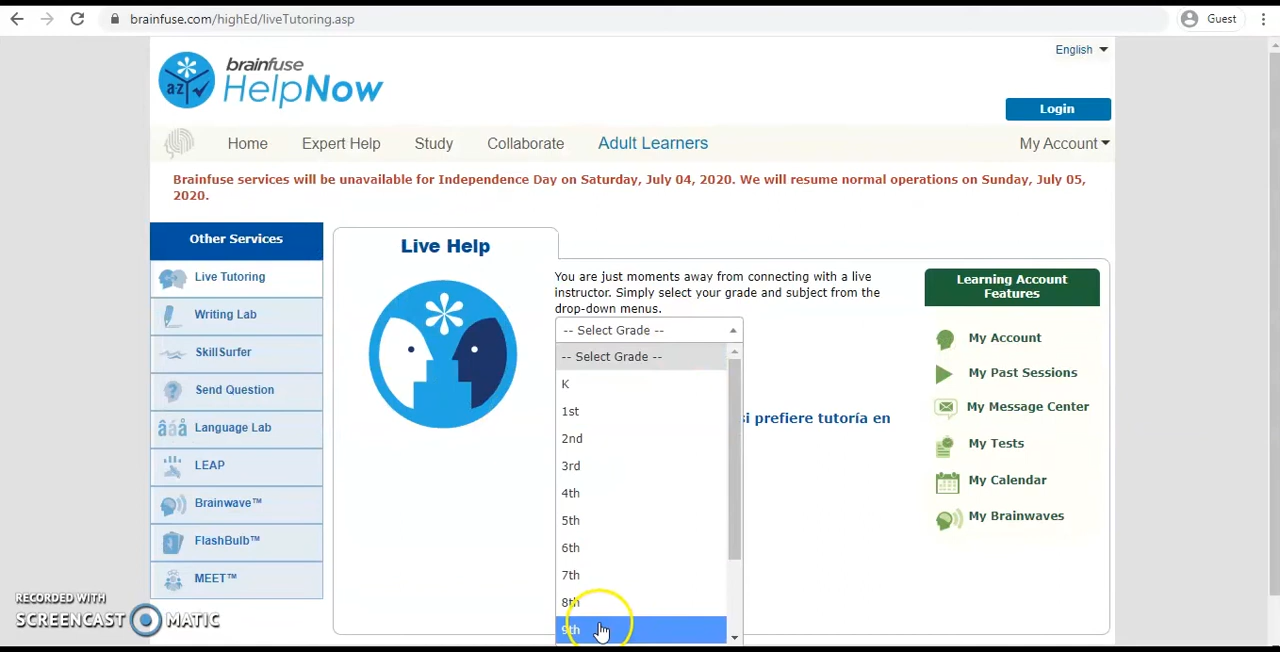 brainfuse.com/highEd/liveTutoring.asp
Guest
English
az
brainfuse
HelpNow
Login
Home
Expert Help
Study
Collaborate
Adult Learners
My Account
Brainfuse services will be unavailable for Independence Day on Saturday, July 04, 2020. We will resume normal operations on Sunday, July 05,
2020.
Other Services
Live Tutoring
Writing Lab
SkillSurfer
Send Question
Language Lab
LEAP
Brainwave™
FlashBulb™
MEET™
Live Help
You are just moments away from connecting with a live
instructor. Simply select your grade and subject from the
drop-down menus.
-- Select Grade --
-- Select Grade --
K
1st
2nd
3rd
4th
5th
6th
7th
8th
9th
si prefiere tutoría en
Learning Account
Features
My Account
My Past Sessions
My Message Center
My Tests
My Calendar
My Brainwaves
RECORDED WITH
SCREENCAST MATIC